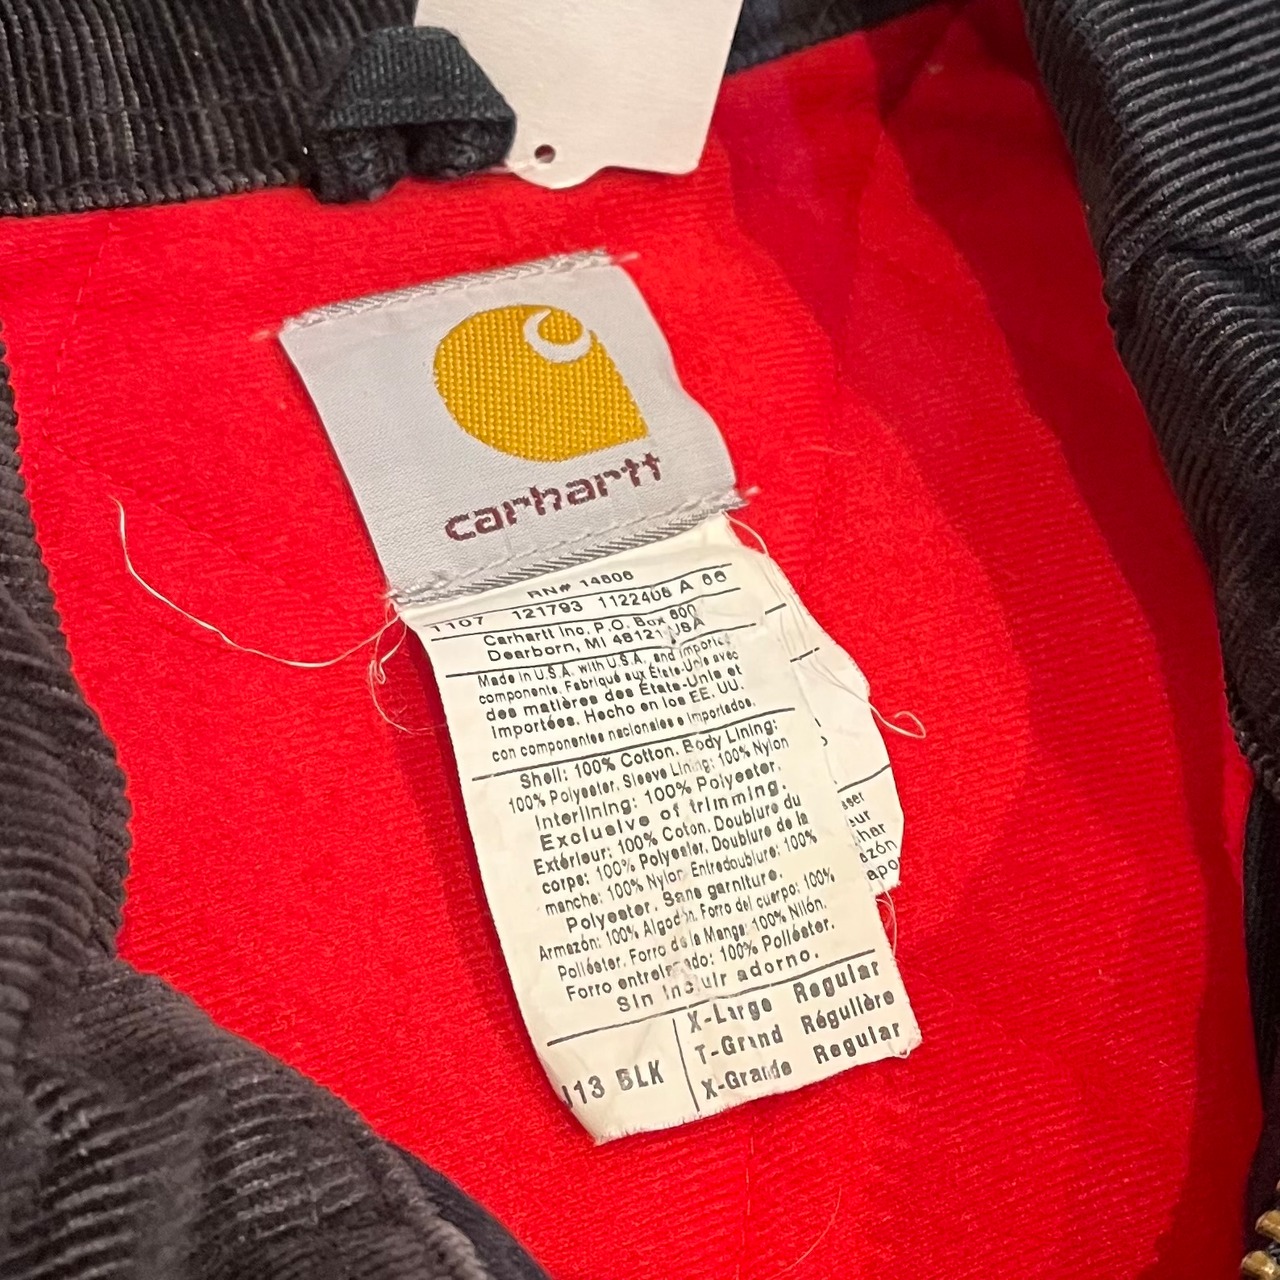 carhartt
RN# 14806
1107 121793 1122406 A 66
Carhartt Inc. P.O. Box 600
Dearborn, MI 48121 USA
Made in U.S.A. with U.S.A. and imported
components. Fabriqué aux États-Unis avec
des matières des États-Unis et
Importées. Hecho en los EE. UU.
con componentes nacionales e importados.
Shell: 100% Cotton. Body Lining:
100% Polyester. Sleeve Lining: 100% Nylon
Interlining: 100% Polyester.
Exclusive of trimming.
Extérieur: 100% Coton. Doublure du
corps: 100% Polyester. Doublure de la
manche: 100% Nylon. Entredoublure: 100%
Polyester. Sans garniture.
Armazón: 100% Algodón. Forro del cuerpo: 100%
Poliéster. Forro de la Manga: 100% Nilón.
Forro entrelazado: 100% Poliéster.
Sin incluir adorno.
J13 BLK
X-Large Regular
T-Grand Régulière
X-Grande Regular